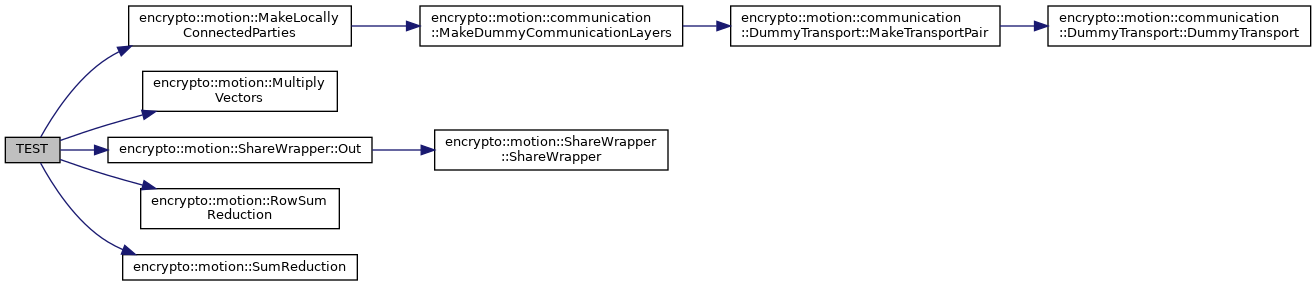 encrypto::motion::MakeLocally
ConnectedParties
encrypto::motion::communication
::MakeDummyCommunicationLayers
encrypto::motion::communication
::DummyTransport::MakeTransportPair
encrypto::motion::communication
::DummyTransport::DummyTransport
encrypto::motion::Multiply
Vectors
TEST
encrypto::motion::ShareWrapper::Out
encrypto::motion::ShareWrapper
::ShareWrapper
encrypto::motion::RowSum
Reduction
encrypto::motion::SumReduction